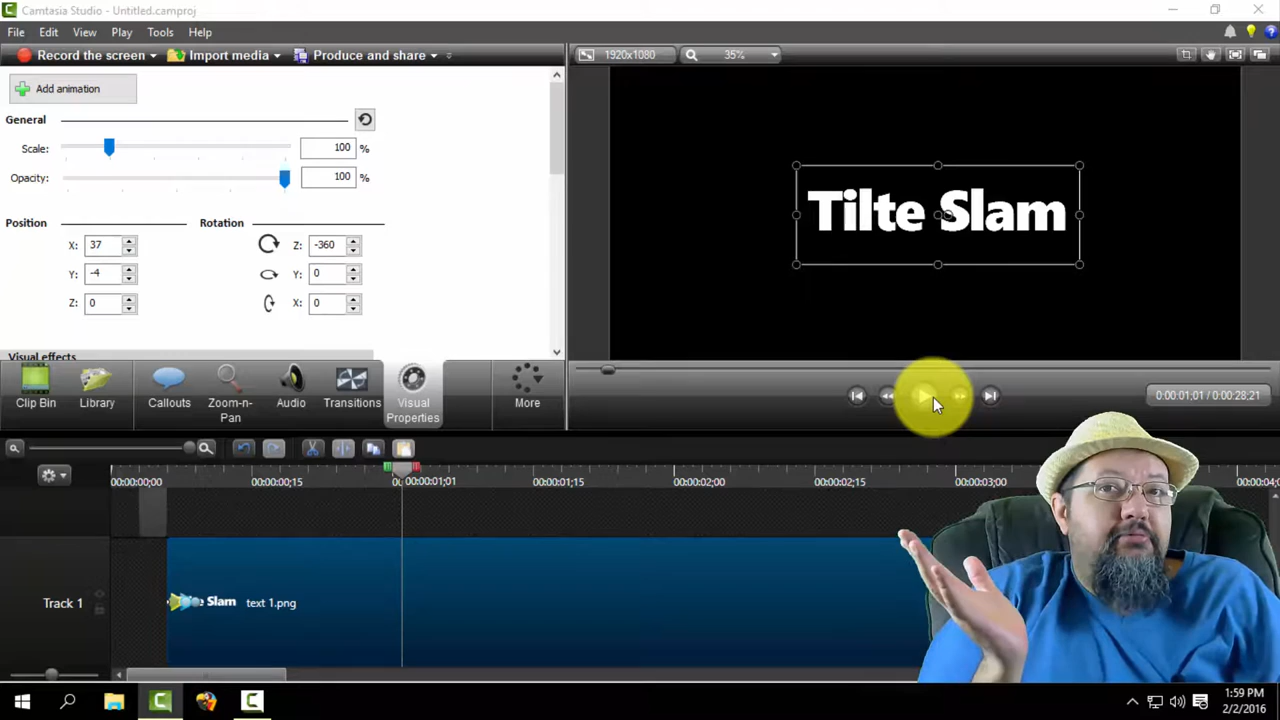 Camtasia Studio - Untitled.camproj
File Edit View Play Tools Help
Record the screen Import media Produce and share 1920x1080 35%
Add animation
General
Scale: 100 %
Opacity: 100 %
Position Rotation
X: 37 Z: -360
Y: -4 Y: 0
Z: 0 X: 0
Visual effects
Tilte Slam
Clip Bin Library Callouts Zoom-n-Pan Audio Transitions Visual Properties More
0:00:01;01 / 0:00:28;21
00:00:00;00 00:00:00;15 00:00:01;01 00:00:01;15 00:00:02;00 00:00:02;15 00:00:03;00
Track 1 Slam text 1.png
1:59 PM
2/2/2016